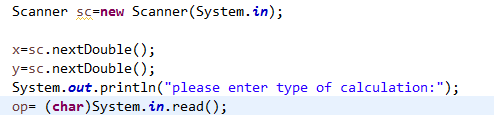 Scanner sc=new Scanner(System.in);
x=sc.nextDouble();
y=sc.nextDouble();
System.out.println("please enter type of calculation:");
op= (char)System.in.read();